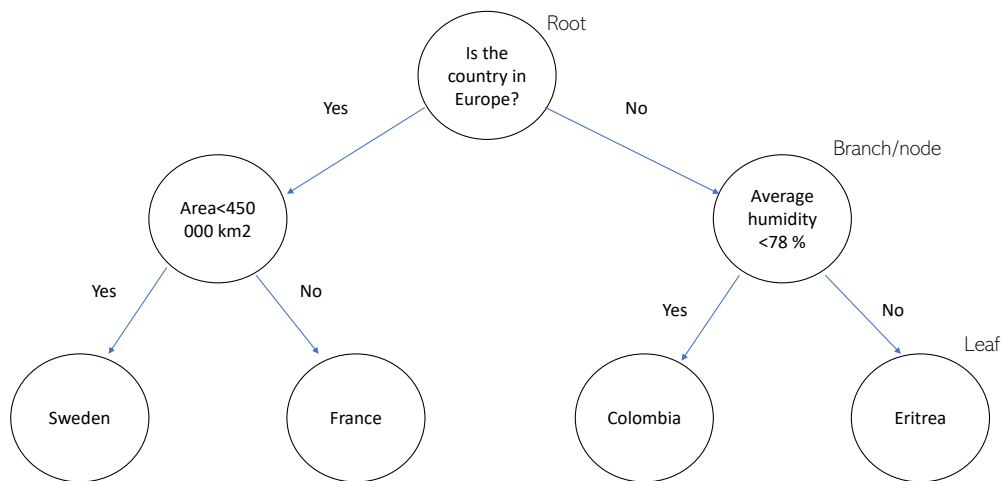 Root
Is the
country in
Europe?
Yes
No
Branch/node
Area<450
000 km2
Average
humidity
<78 %
Yes
No
Yes
No
Leaf
Sweden
France
Colombia
Eritrea